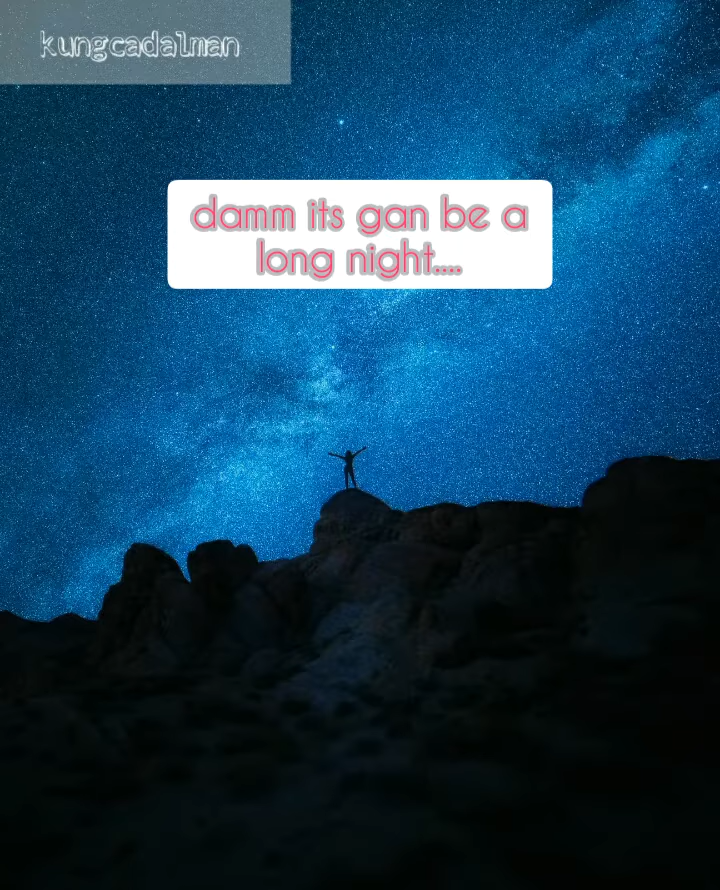 kungcadalman
damm its gan be a
long night....